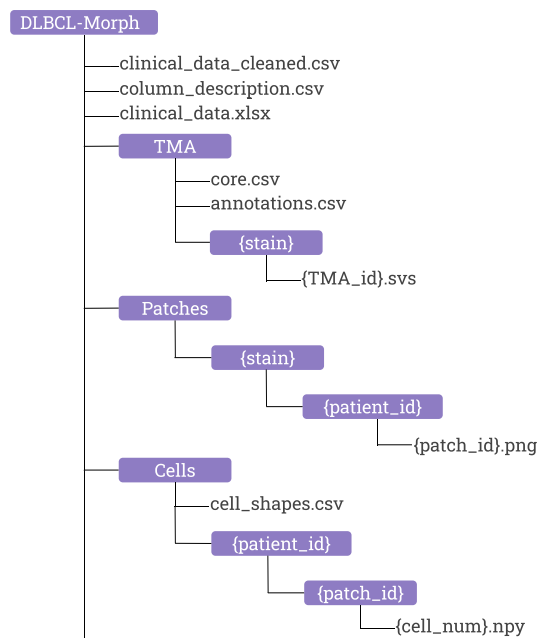 DLBCL-Morph
clinical_data_cleaned.csv
column_description.csv
clinical_data.xlsx
TMA
core.csv
annotations.csv
{stain}
{TMA_id}.svs
Patches
{stain}
{patient_id}
{patch_id}.png
Cells
cell_shapes.csv
{patient_id}
{patch_id}
{cell_num}.npy